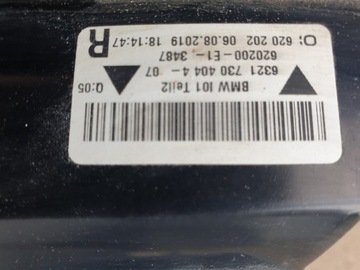 BMW I01 Teil2 Q:05
6321 730 404 4 - 07
620200-E1- 3487
O: 620 202 06.08.2019 18:14:47 R